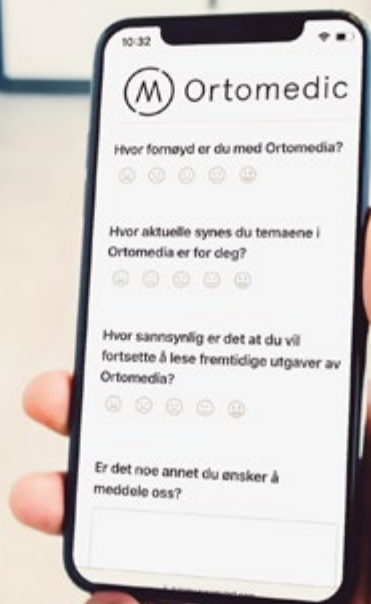 10:32
Ortomedic
Hvor fornøyd er du med Ortomedia?
Hvor aktuelle synes du temaene i
Ortomedia er for deg?
Hvor sannsynlig er det at du vil
fortsette å lese fremtidige utgaver av
Ortomedia?
Er det noe annet du ønsker å
meddele oss?